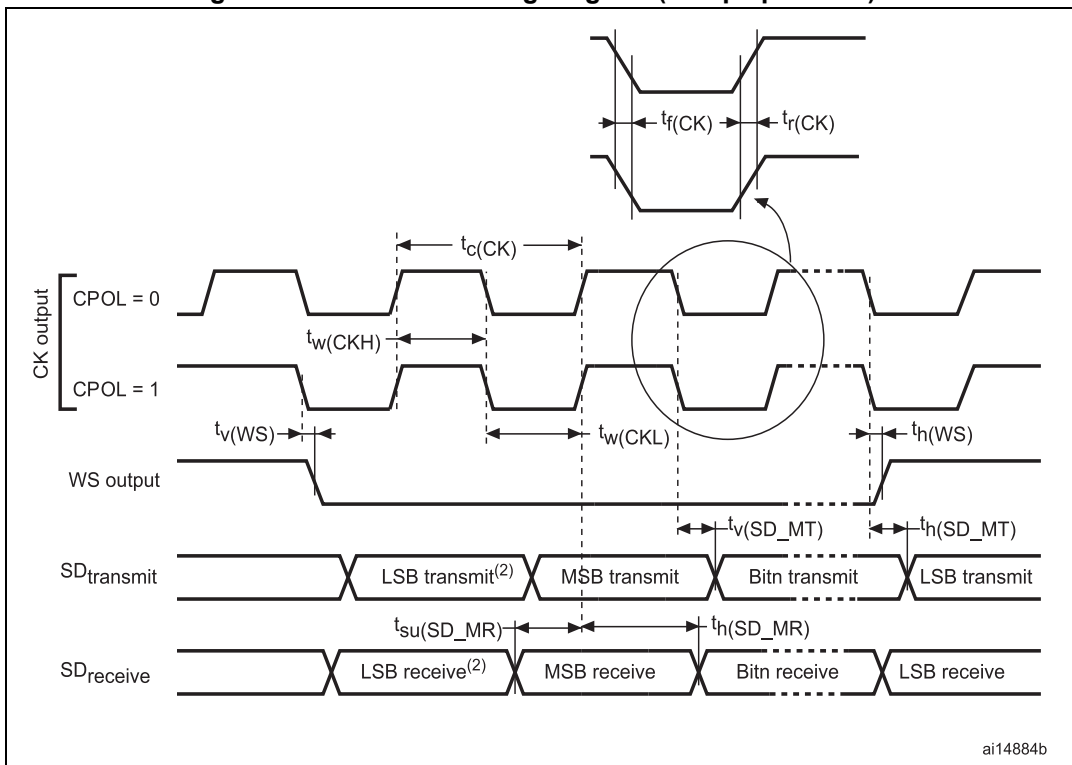 tf(CK)
tr(CK)
tc(CK)
CK output
CPOL = 0
tw(CKH)
CPOL = 1
tv(WS)
tw(CKL)
th(WS)
WS output
tv(SD_MT)
th(SD_MT)
SDtransmit
LSB transmit(2)
MSB transmit
Bitn transmit
LSB transmit
tsu(SD_MR)
th(SD_MR)
SDreceive
LSB receive(2)
MSB receive
Bitn receive
LSB receive
ai14884b